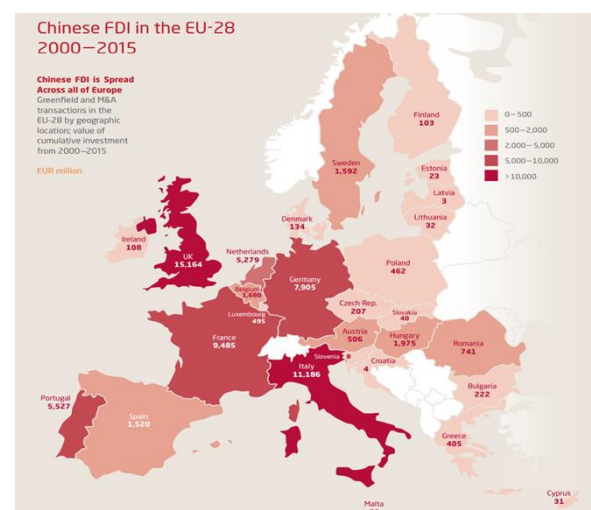 Chinese FDI in the EU-28
2000—2015
Chinese FDI is Spread
Across all of Europe
Greenfield and M&A
transactions in the
EU-28 by geographic
location; value of
cumulative investment
from 2000—2015
EUR million
0—500
500—2,000
2,000—5,000
5,000—10,000
>10,000
Finland
103
Sweden
1,592
Estonia
23
Latvia
3
Lithuania
32
Denmark
134
Ireland
108
UK
15,164
Netherlands
5,279
Belgium
1,680
Luxembourg
495
Germany
7,905
Poland
462
Czech Rep.
207
Slovakia
40
Austria
506
Hungary
1,975
Romania
741
France
9,485
Slovenia
Croatia
4
Italy
11,186
Bulgaria
222
Portugal
5,527
Spain
1,520
Greece
405
Malta
Cyprus
31